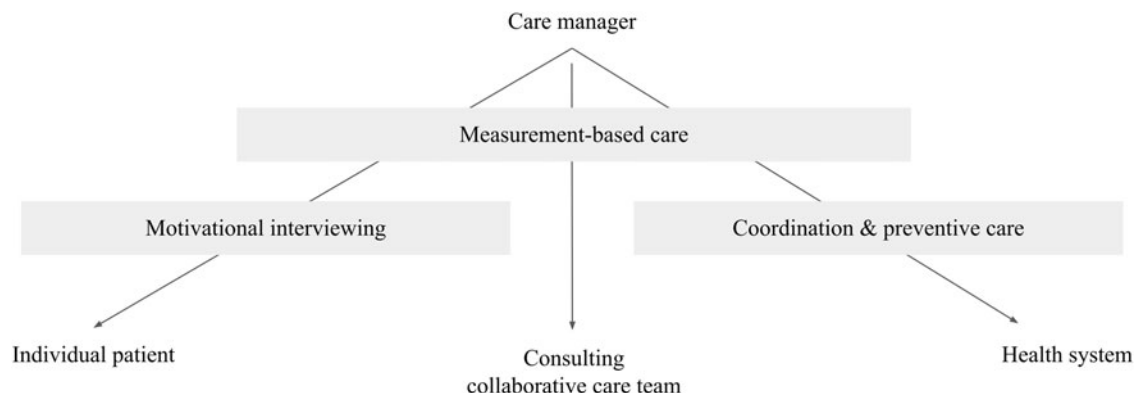 Care manager
Measurement-based care
Motivational interviewing
Coordination & preventive care
Individual patient
Consulting
collaborative care team
Health system